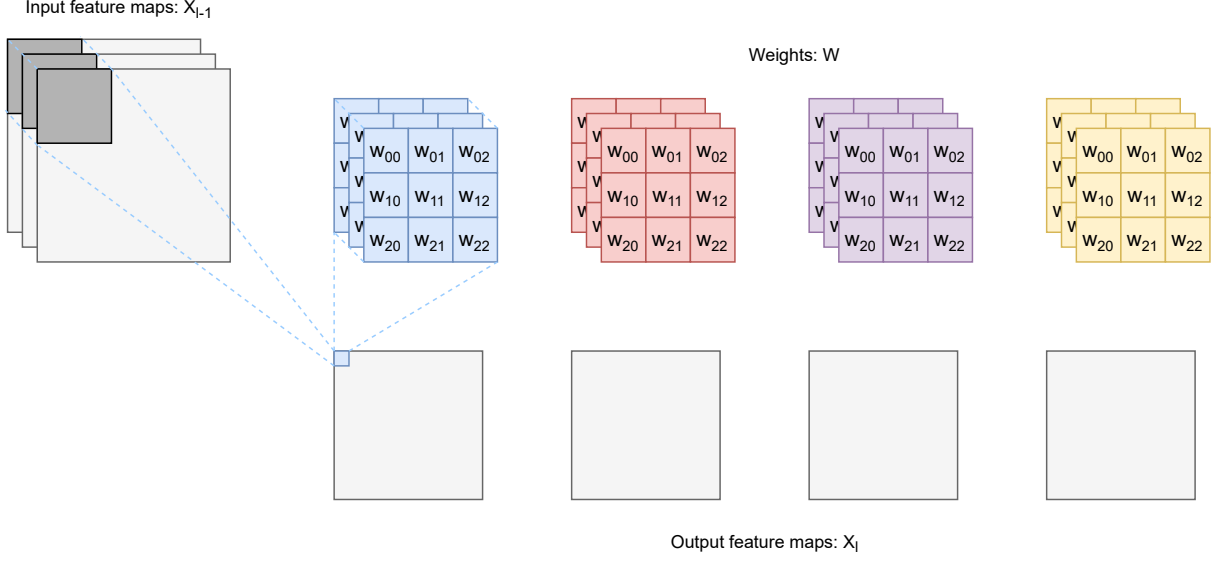 Input feature maps: X_{l-1}
Weights: W
W W W W
W W W W
w₀₀ w₀₁ w₀₂ w₀₀ w₀₁ w₀₂ w₀₀ w₀₁ w₀₂ w₀₀ w₀₁ w₀₂
w₁₀ w₁₁ w₁₂ w₁₀ w₁₁ w₁₂ w₁₀ w₁₁ w₁₂ w₁₀ w₁₁ w₁₂
w₂₀ w₂₁ w₂₂ w₂₀ w₂₁ w₂₂ w₂₀ w₂₁ w₂₂ w₂₀ w₂₁ w₂₂
Output feature maps: X_l